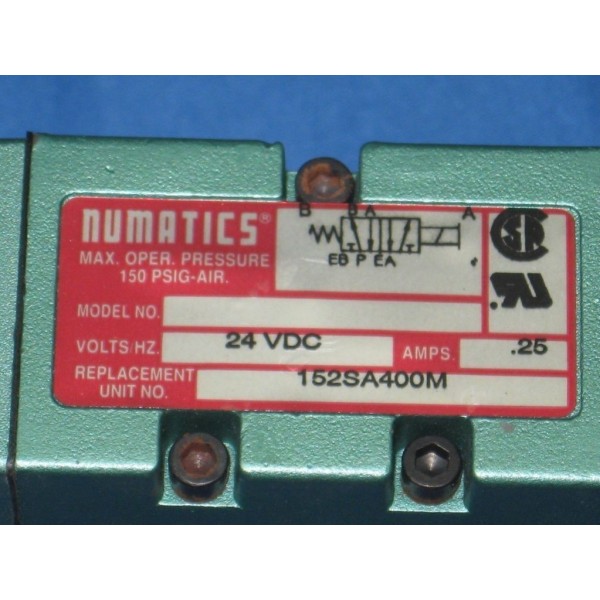 NUMATICS®
MAX. OPER. PRESSURE
150 PSIG-AIR.
B B A A
EB P EA
MODEL NO.
VOLTS/HZ. 24 VDC AMPS. .25
REPLACEMENT
UNIT NO. 152SA400M